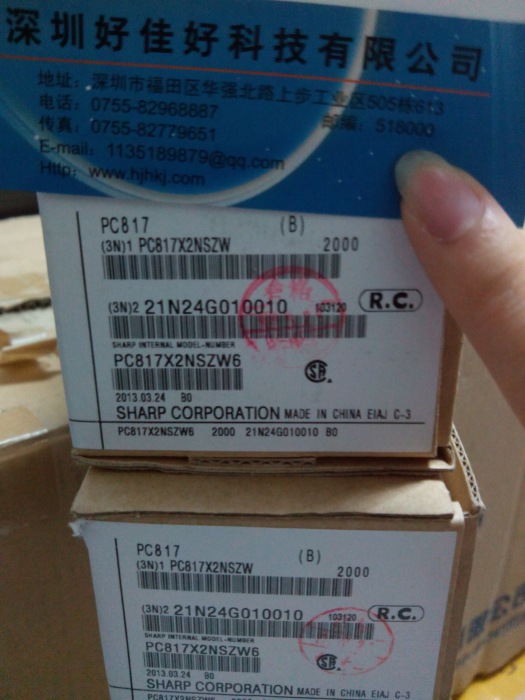 深圳好佳好科技有限公司
地址：深圳市福田区华强北路上步工业区505栋613
电话：0755-82968887
传真：0755-82779651 邮编：518000
E-mail：1135189879@qq.com
Http：www.hjhkj.com
PC817 (B)
(3N)1 PC817X2NSZW 2000
(3N)2 21N24G010010 103120 R.C.
SHARP INTERNAL MODEL-NUMBER
PC817X2NSZW6
2013.03.24 B0
SHARP CORPORATION MADE IN CHINA EIAJ C-3
PC817X2NSZW6 2000 21N24G010010 B0
PC817 (B)
(3N)1 PC817X2NSZW 2000
(3N)2 21N24G010010 103120 R.C.
SHARP INTERNAL MODEL-NUMBER
PC817X2NSZW6
2013.03.24 B0
SHARP CORPORATION MADE IN CHINA EIAJ C-3
PC817X2NSZW6 2000 21N24G010010 B0